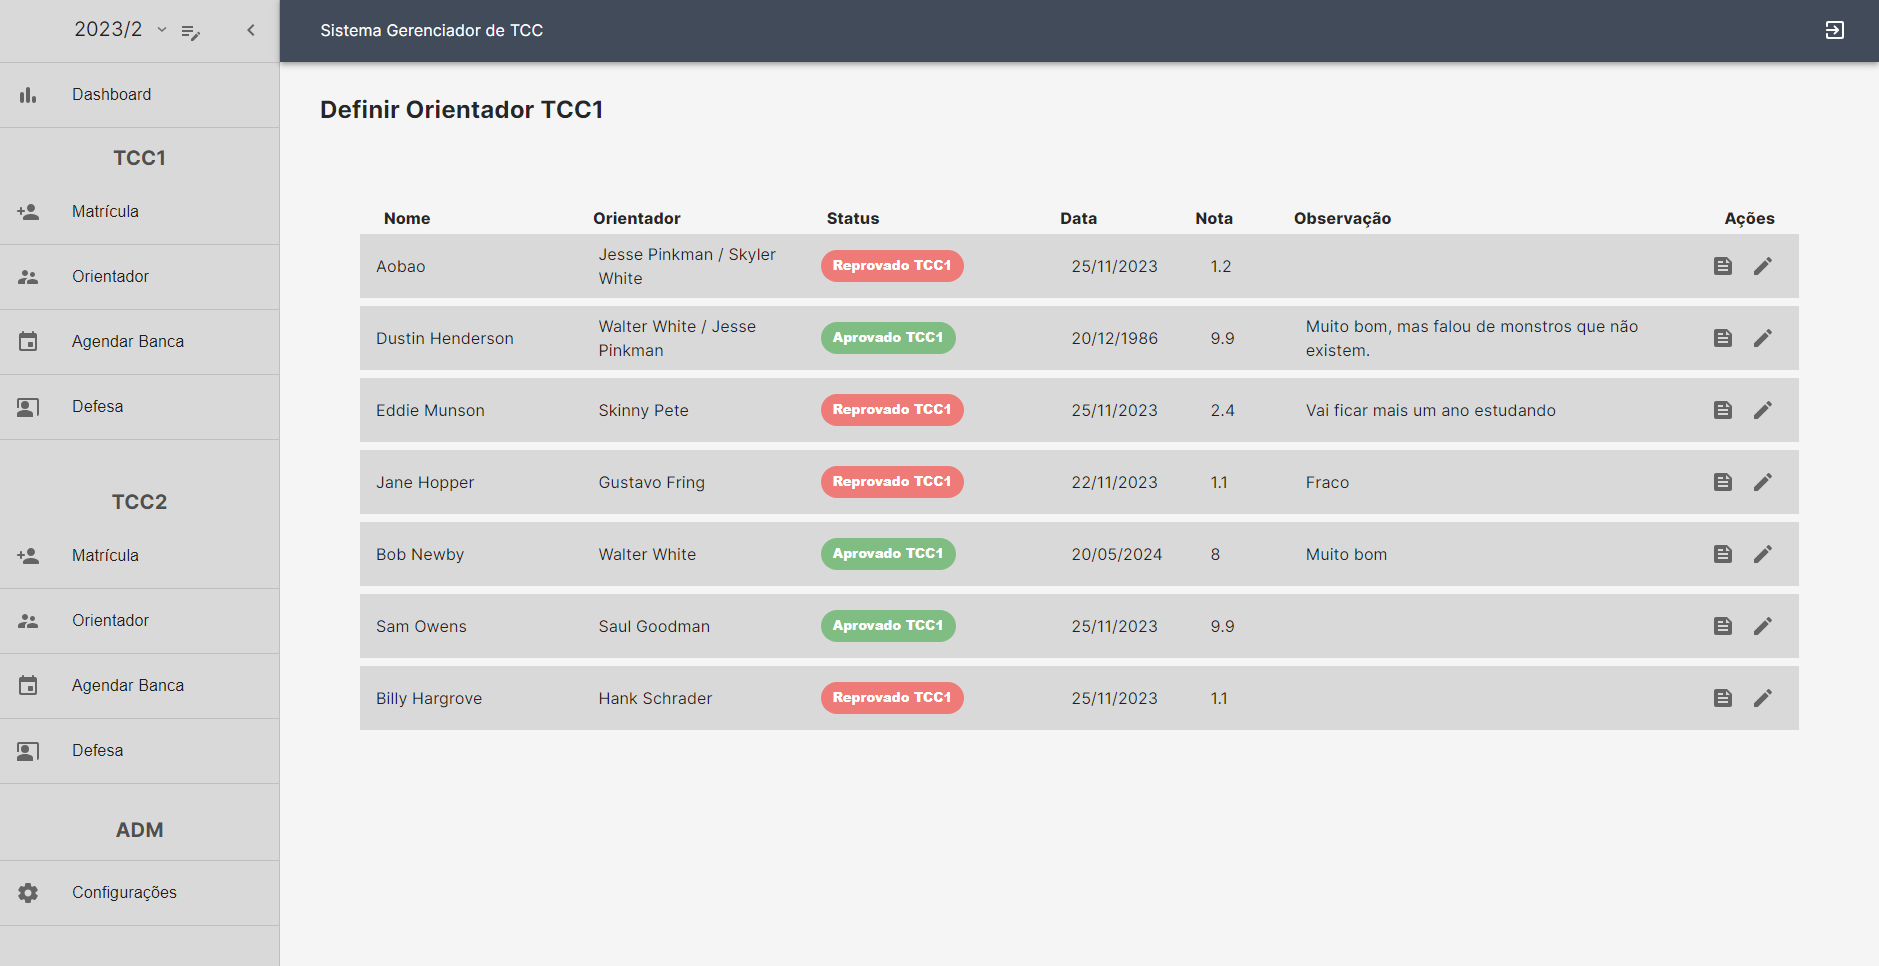 2023/2
Dashboard
TCC1
Matrícula
Orientador
Agendar Banca
Defesa
TCC2
Matrícula
Orientador
Agendar Banca
Defesa
ADM
Configurações
Sistema Gerenciador de TCC
Definir Orientador TCC1
Nome Orientador Status Data Nota Observação Ações
Aobao Jesse Pinkman / Skyler White Reprovado TCC1 25/11/2023 1.2
Dustin Henderson Walter White / Jesse Pinkman Aprovado TCC1 20/12/1986 9.9 Muito bom, mas falou de monstros que não existem.
Eddie Munson Skinny Pete Reprovado TCC1 25/11/2023 2.4 Vai ficar mais um ano estudando
Jane Hopper Gustavo Fring Reprovado TCC1 22/11/2023 1.1 Fraco
Bob Newby Walter White Aprovado TCC1 20/05/2024 8 Muito bom
Sam Owens Saul Goodman Aprovado TCC1 25/11/2023 9.9
Billy Hargrove Hank Schrader Reprovado TCC1 25/11/2023 1.1